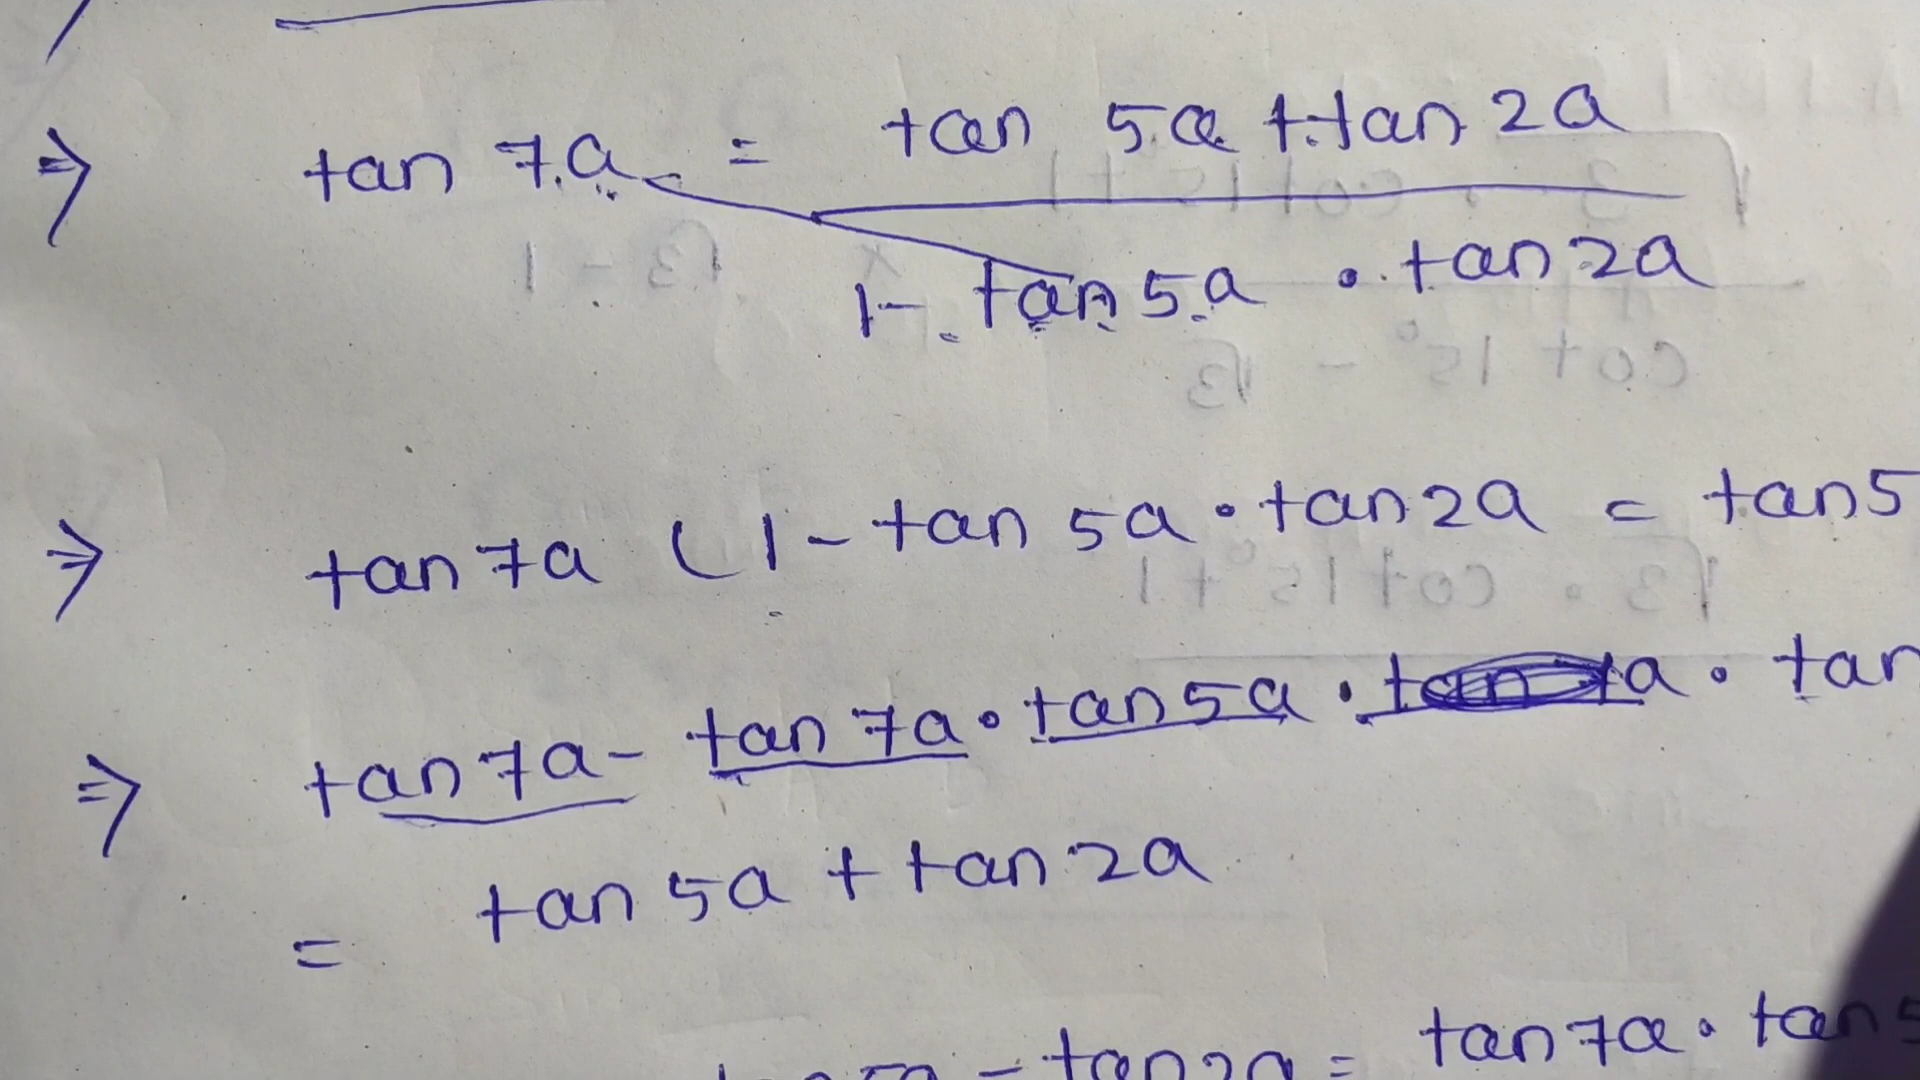 ⇒ tan 7a = tan 5a + tan 2a
1 - tan 5a · tan 2a
⇒ tan 7a ( 1 - tan 5a · tan 2a = tan 5
⇒ tan 7a - tan 7a · tan 5a · a · tan
= tan 5a + tan 2a
- tan 2a = tan 7a · tan 5